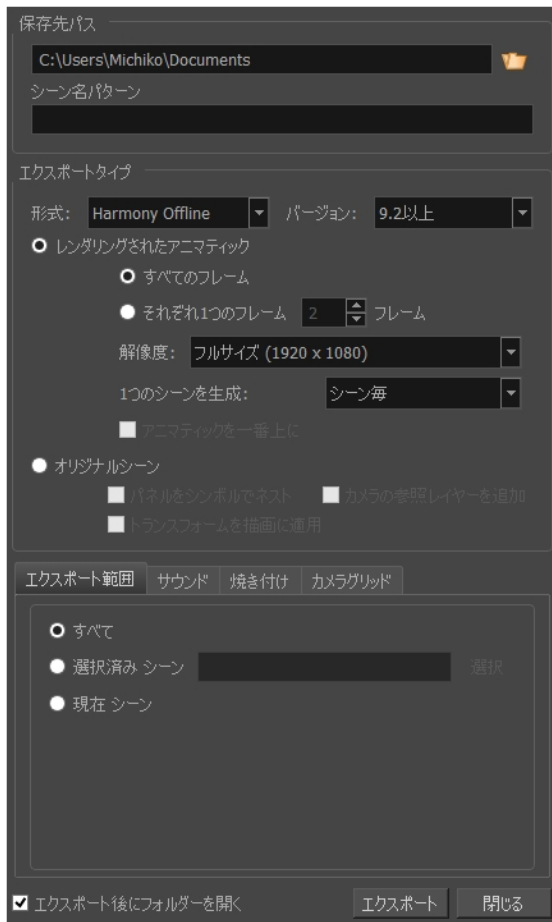 保存先パス
C:\Users\Michiko\Documents
シーン名パターン
エクスポートタイプ
形式: Harmony Offline バージョン: 9.2以上
レンダリングされたアニマティック
すべてのフレーム
それぞれ1つのフレーム 2 フレーム
解像度: フルサイズ (1920 x 1080)
1つのシーンを生成: シーン毎
アニマティックを一番上に
オリジナルシーン
パネルをシンボルでネスト カメラの参照レイヤーを追加
トランスフォームを描画に適用
エクスポート範囲 サウンド 焼き付け カメラグリッド
すべて
選択済み シーン 選択
現在 シーン
エクスポート後にフォルダーを開く エクスポート 閉じる